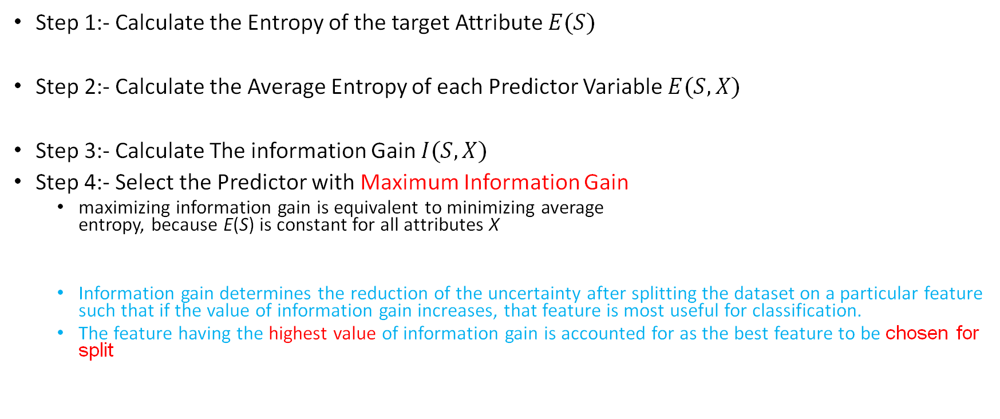 • Step 1:- Calculate the Entropy of the target Attribute E(S)
• Step 2:- Calculate the Average Entropy of each Predictor Variable E(S, X)
• Step 3:- Calculate The information Gain I(S, X)
• Step 4:- Select the Predictor with Maximum Information Gain
• maximizing information gain is equivalent to minimizing average
entropy, because E(S) is constant for all attributes X
• Information gain determines the reduction of the uncertainty after splitting the dataset on a particular feature
such that if the value of information gain increases, that feature is most useful for classification.
• The feature having the highest value of information gain is accounted for as the best feature to be chosen for
split